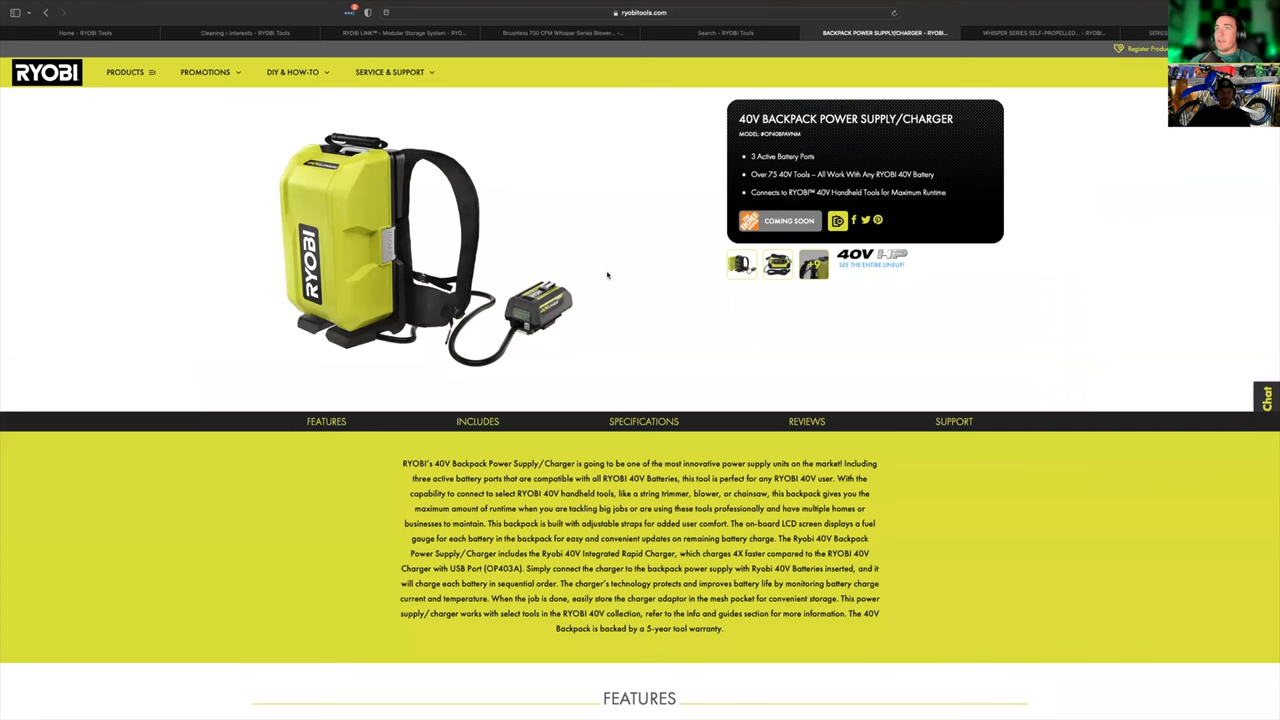 ryobitools.com
Home - RYOBI Tools
Cleaning › Interests - RYOBI Tools
RYOBI LINK™ - Modular Storage System - RYO...
Brushless 730 CFM Whisper Series Blower... -...
Search - RYOBI Tools
BACKPACK POWER SUPPLY/CHARGER - RYOBI...
WHISPER SERIES SELF-PROPELLED... - RYOBI...
SERIES
Register Produc
RYOBI
PRODUCTS
PROMOTIONS
DIY & HOW-TO
SERVICE & SUPPORT
40V BACKPACK POWER SUPPLY/CHARGER
MODEL: #OP40BPAVNM
3 Active Battery Ports
Over 75 40V Tools – All Work With Any RYOBI 40V Battery
Connects to RYOBI™ 40V Handheld Tools for Maximum Runtime
COMING SOON
+9
40V HP
SEE THE ENTIRE LINEUP!
RYOBI
Chat
FEATURES
INCLUDES
SPECIFICATIONS
REVIEWS
SUPPORT
RYOBI's 40V Backpack Power Supply/Charger is going to be one of the most innovative power supply units on the market! Including
three active battery ports that are compatible with all RYOBI 40V Batteries, this tool is perfect for any RYOBI 40V user. With the
capability to connect to select RYOBI 40V handheld tools, like a string trimmer, blower, or chainsaw, this backpack gives you the
maximum amount of runtime when you are tackling big jobs or are using these tools professionally and have multiple homes or
businesses to maintain. This backpack is built with adjustable straps for added user comfort. The on-board LCD screen displays a fuel
gauge for each battery in the backpack for easy and convenient updates on remaining battery charge. The Ryobi 40V Backpack
Power Supply/Charger includes the Ryobi 40V Integrated Rapid Charger, which charges 4X faster compared to the RYOBI 40V
Charger with USB Port (OP403A). Simply connect the charger to the backpack power supply with Ryobi 40V Batteries inserted, and it
will charge each battery in sequential order. The charger's technology protects and improves battery life by monitoring battery charge
current and temperature. When the job is done, easily store the charger adaptor in the mesh pocket for convenient storage. This power
supply/charger works with select tools in the RYOBI 40V collection, refer to the info and guides section for more information. The 40V
Backpack is backed by a 5-year tool warranty.
FEATURES